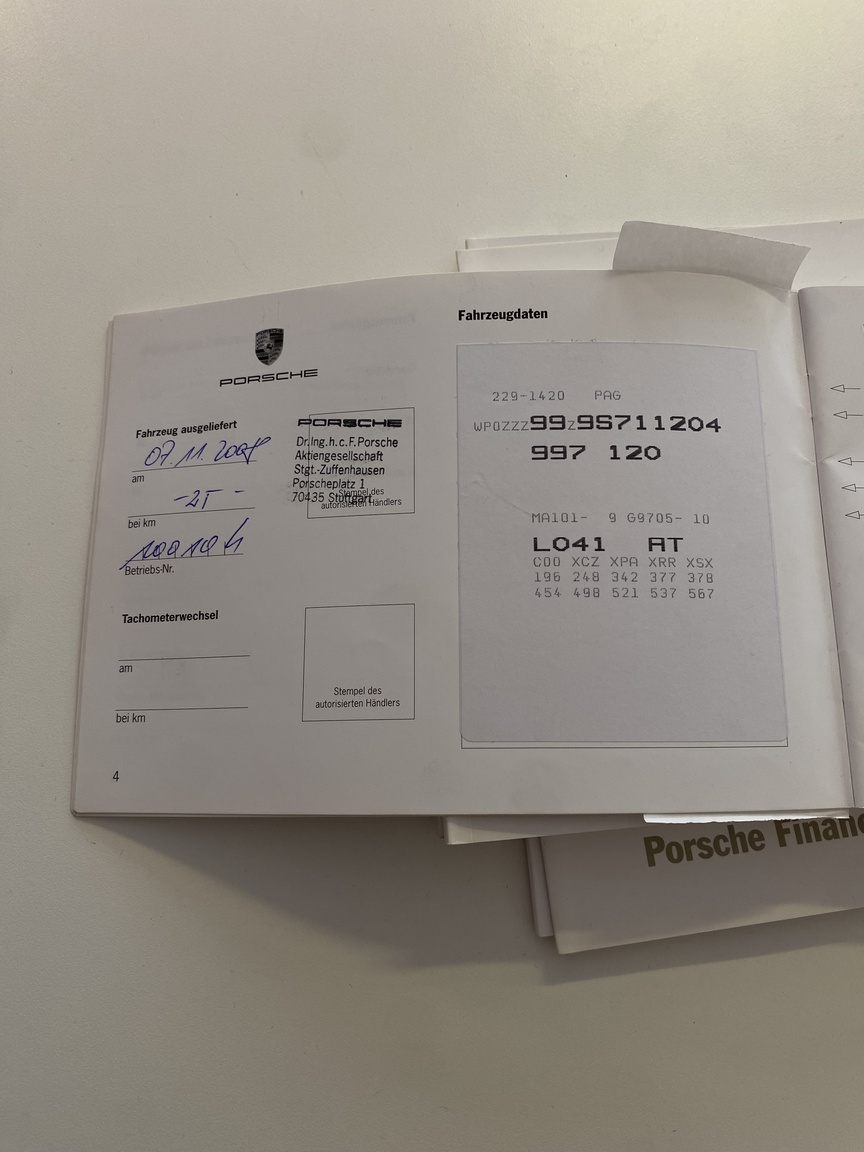 PORSCHE
Fahrzeug ausgeliefert
07.11.2008
am
-2T-
bei km
Betriebs-Nr.
PORSCHE
Dr.Ing.h.c.F.Porsche
Aktiengesellschaft
Stgt.-Zuffenhausen
Porscheplatz 1
70435 Stuttgart
Stempel des
autorisierten Händlers
Tachometerwechsel
am
bei km
Stempel des
autorisierten Händlers
4
Fahrzeugdaten
229-1420 PAG
WP0ZZZ99Z9S711204
997 120
MA101- 9 G9705- 10
L041 AT
C00 XCZ XPA XRR XSX
196 248 342 377 378
454 498 521 537 567
Porsche